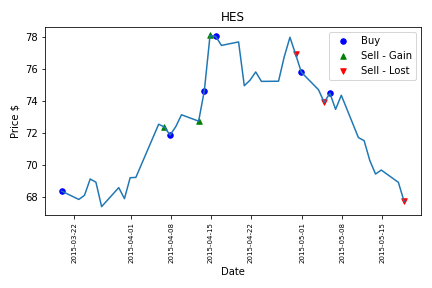 HES
Buy
Sell - Gain
Sell - Lost
Price $
78
76
74
72
70
68
2015-03-22
2015-04-01
2015-04-08
2015-04-15
2015-04-22
2015-05-01
2015-05-08
2015-05-15
Date